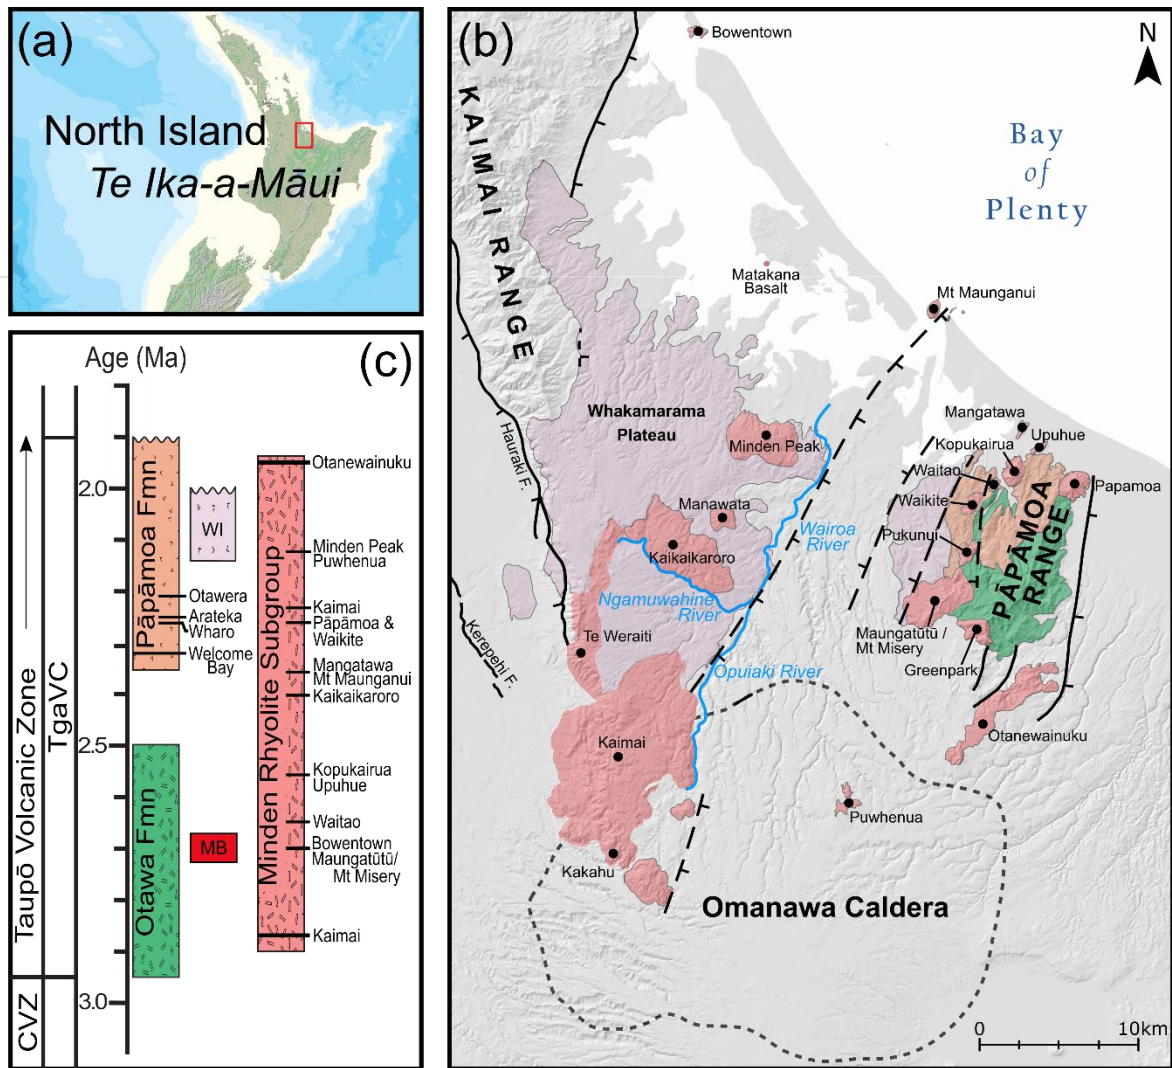 (a)
North Island
Te Ika-a-Māui
(c)
Age (Ma)
2.0
2.5
3.0
Taupō Volcanic Zone
TgaVC
CVZ
Pāpāmoa Fmn
Otawa Fmn
WI
MB
Otawera
Arateka
Wharo
Welcome
Bay
Minden Rhyolite Subgroup
Otanewainuku
Minden Peak
Puwhenua
Kaimai
Pāpāmoa &
Waikite
Mangatawa
Mt Maunganui
Kaikaikaroro
Kopukairua
Upuhue
Waitao
Bowentown
Maungatūtū/
Mt Misery
Kaimai
(b)
N
Bowentown
KAIMAI RANGE
Bay
of
Plenty
Matakana
Basalt
Mt Maunganui
Whakamarama
Plateau
Hauraki F.
Minden Peak
Mangatawa
Upuhue
Kopukairua
Waitao
Papamoa
Waikite
Manawata
Wairoa
River
Kaikaikaroro
Pukunui
PĀPĀMOA
RANGE
Ngamuwahine
River
Kerepehi F.
Te Weraiti
Maungatūtū /
Mt Misery
Greenpark
Opuiaki River
Otanewainuku
Kaimai
Puwhenua
Kakahu
Omanawa Caldera
0
10km